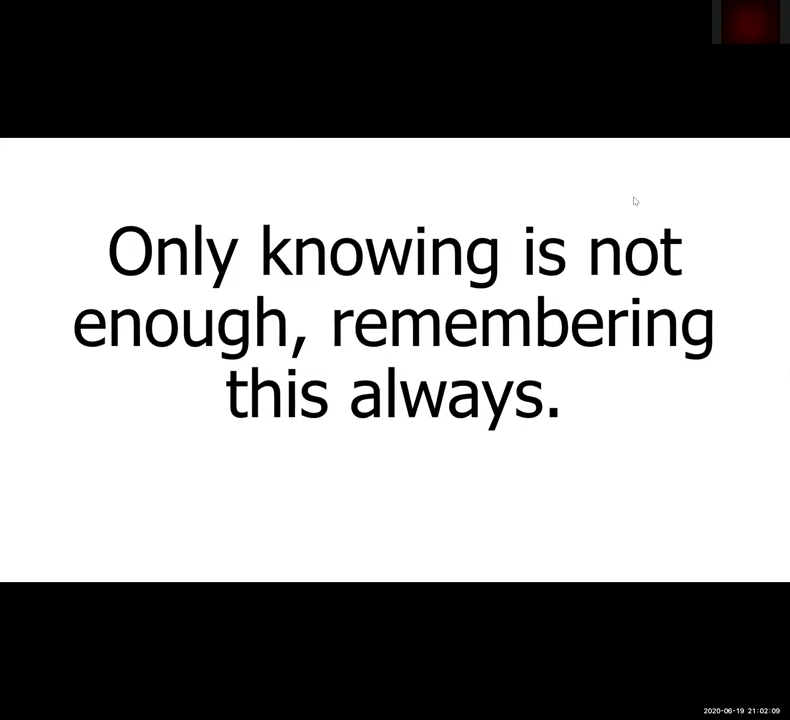 Only knowing is not
enough, remembering
this always.
2020-06-19 21:02:09